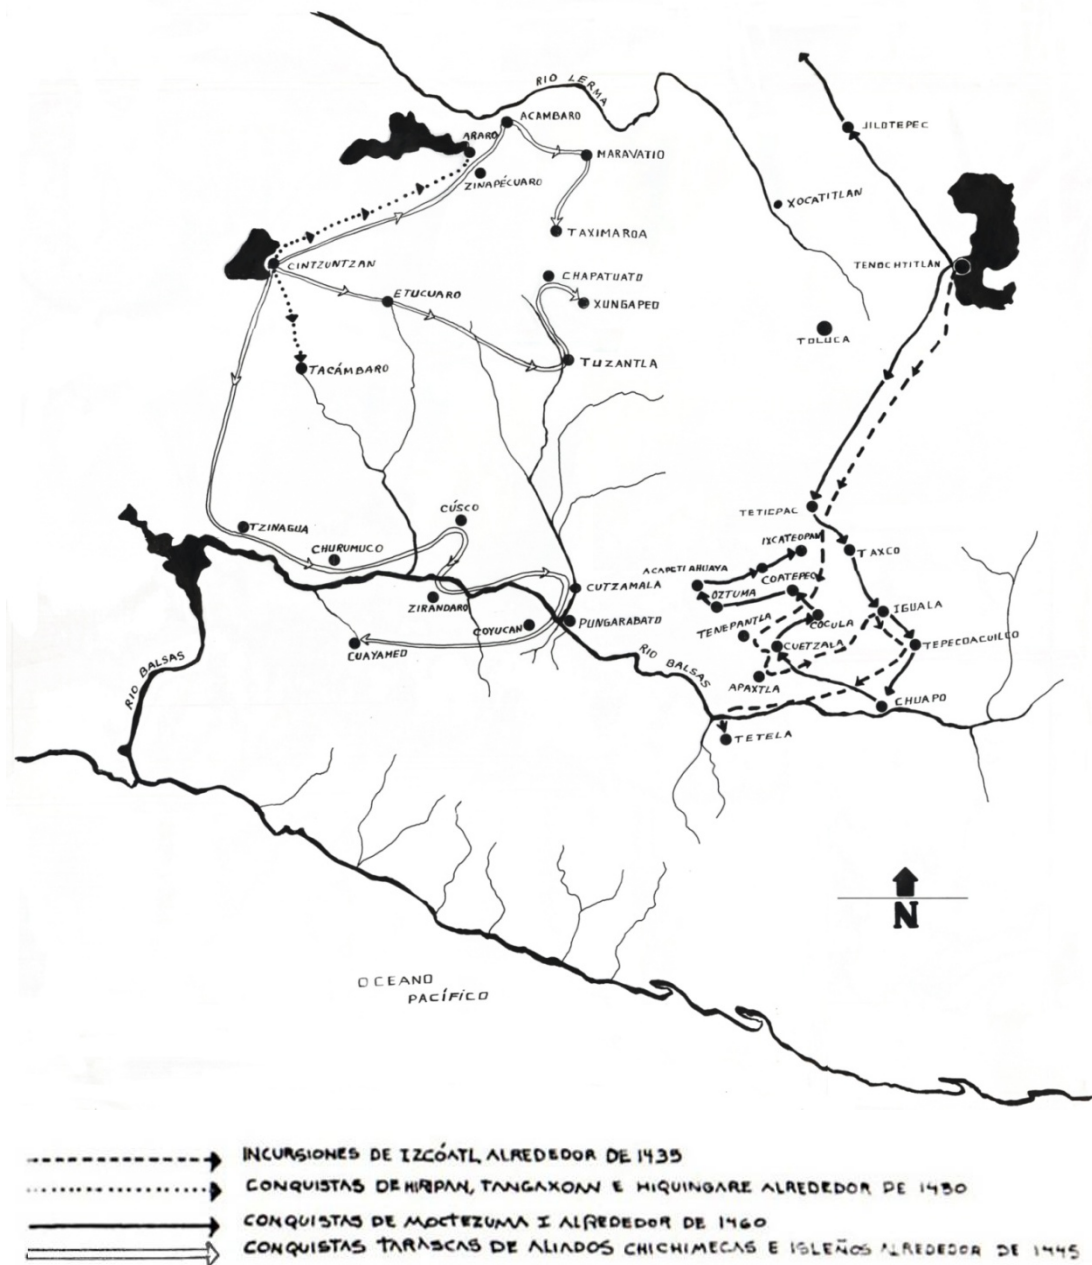 RIO LERMA
ACAMBARO
JILOTEPEC
ARARO
MARAVATIO
ZINAPÉCUARO
XOCATITLAN
TAXIMAROA
CINTZUNTZAN
TENOCHTITLÁN
CHAPATUATO
ETUCUARO
XUNGAPEO
TOLUCA
TACÁMBARO
TUZANTLA
CÚSCO
TETICPAC
TZINAGUA
IXCATEOPAN
TAXCO
CHURUMUCO
ACAPETLAHUAYA
COATEPEC
CUTZAMALA
OZTUMA
ZIRANDARO
IGUALA
COYUCAN
PUNGARABATO
TENEPANTLA
COCULA
CUETZALA
TEPECOACUILCO
CUAYAMEO
RIO BALSAS
RIO BALSAS
APAXTLA
CHUAPO
TETELA
N
OCEANO
PACÍFICO
INCURSIONES DE IZCÓATL ALREDEDOR DE 1435
CONQUISTAS DE HIRIPAN, TANGAXOAN E HIQUINGARE ALREDEDOR DE 1450
CONQUISTAS DE MOCTEZUMA I ALREDEDOR DE 1460
CONQUISTAS TARASCAS DE ALIADOS CHICHIMECAS E ISLEÑOS ALREDEDOR DE 1445